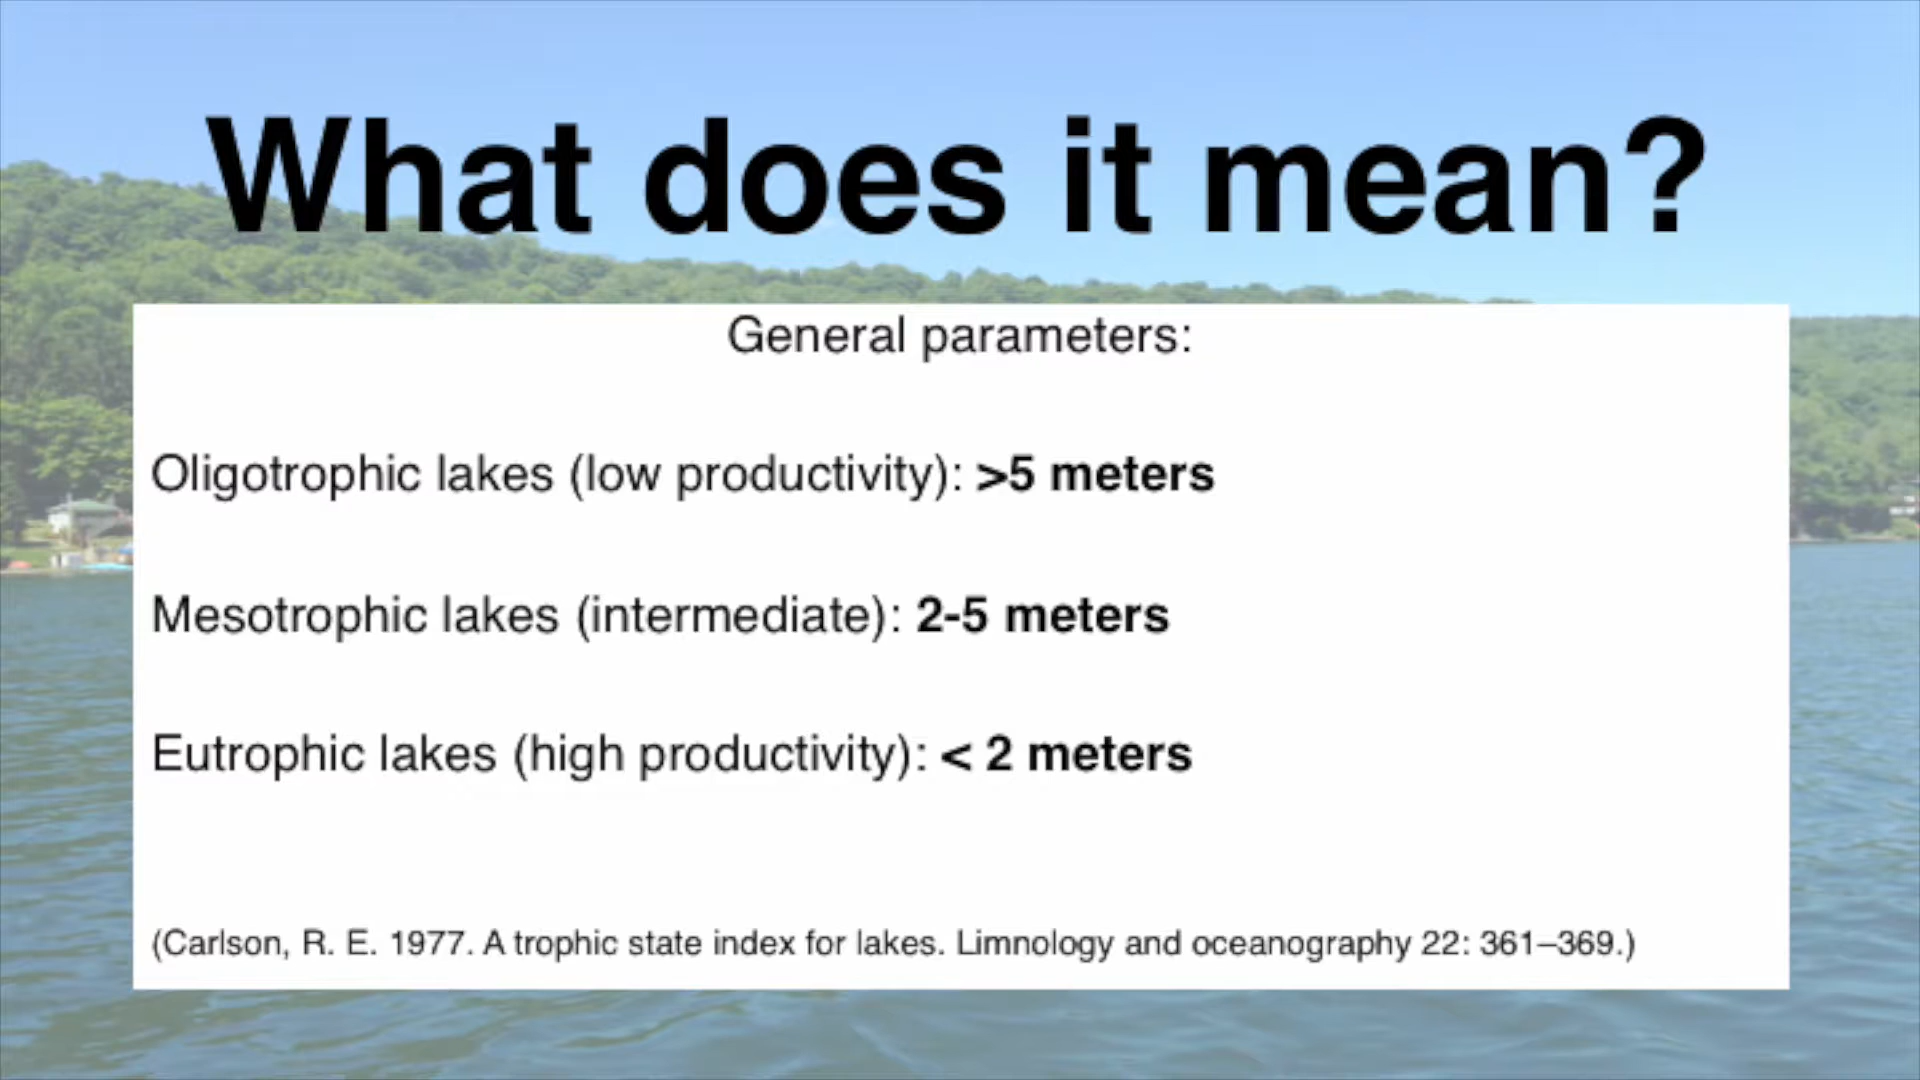 What does it mean?
General parameters:
Oligotrophic lakes (low productivity): >5 meters
Mesotrophic lakes (intermediate): 2-5 meters
Eutrophic lakes (high productivity): < 2 meters
(Carlson, R. E. 1977. A trophic state index for lakes. Limnology and oceanography 22: 361–369.)